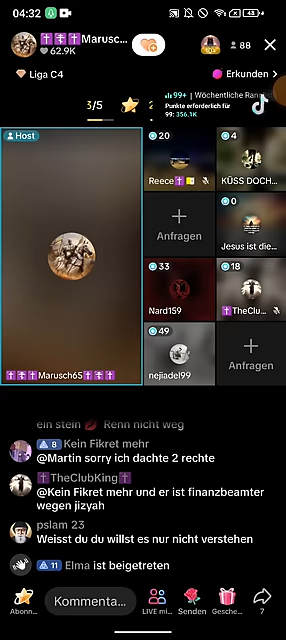 04:32
43
✝️☦️✝️Marusc...
62.9K
88
Liga C4
Erkunden >
3/5
99+ | Wöchentliche Rang
Punkte erforderlich für
99: 356.1K
TikTok
Host
✝️☦️✝️Marusch65✝️☦️✝️
20
Reece✝️
4
KÜSS DOCH...
Anfragen
0
Jesus ist die...
33
Nard159
18
✝️TheClu...
49
nejiadel99
Anfragen
ein stein 💋 Renn nicht weg
8 Kein Fikret mehr
@Martin sorry ich dachte 2 rechte
✝️TheClubKing✝️
@Kein Fikret mehr und er ist finanzbeamter
wegen jizyah
pslam 23
Weisst du du willst es nur nicht verstehen
11 Elma ist beigetreten
Abonn...
Kommenta...
LIVE mi...
Senden
Gesche...
7